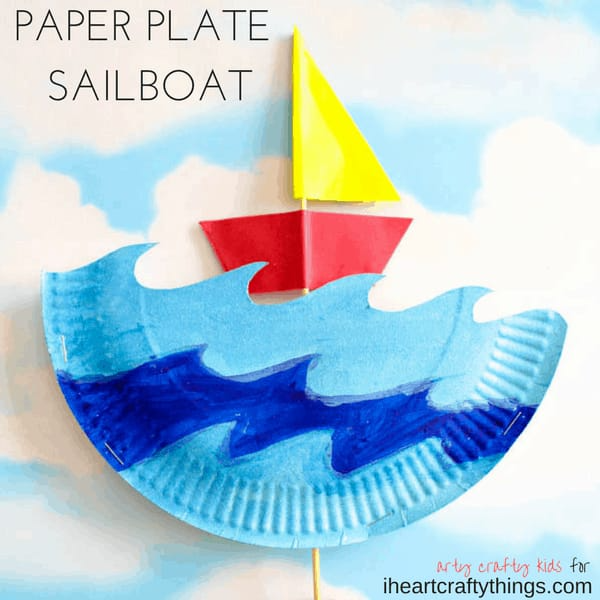 PAPER PLATE
SAILBOAT
arty crafty kids for
iheartcraftythings.com